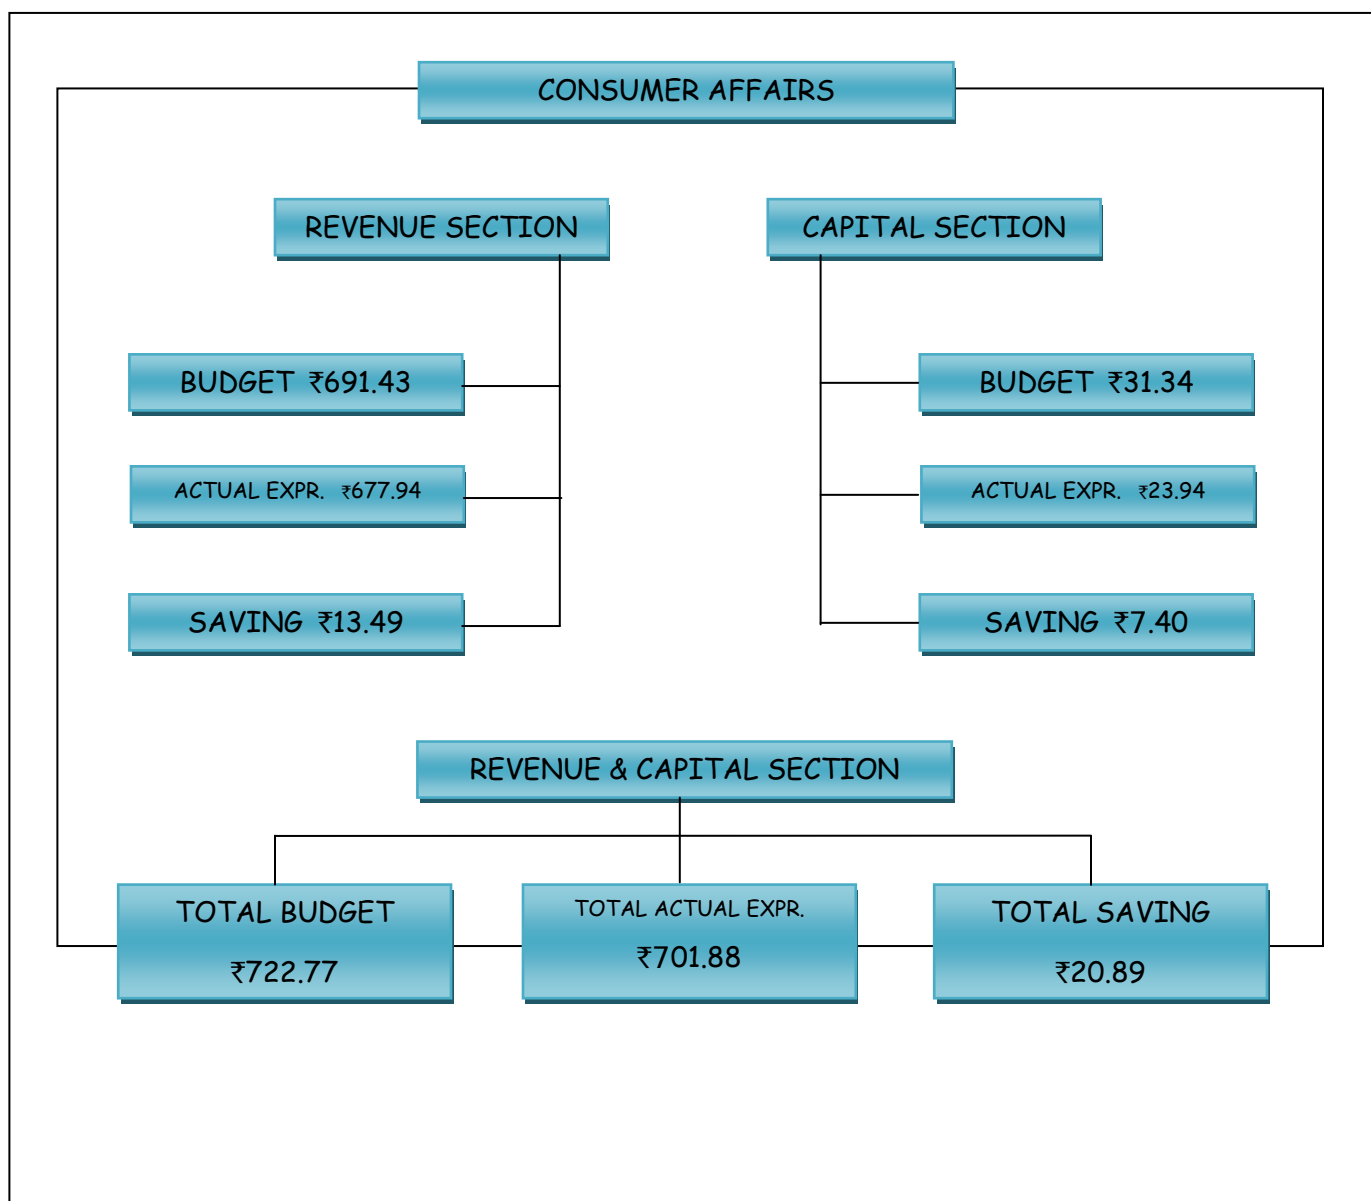 CONSUMER AFFAIRS
REVENUE SECTION
CAPITAL SECTION
BUDGET ₹691.43
BUDGET ₹31.34
ACTUAL EXPR. ₹677.94
ACTUAL EXPR. ₹23.94
SAVING ₹13.49
SAVING ₹7.40
REVENUE & CAPITAL SECTION
TOTAL BUDGET
₹722.77
TOTAL ACTUAL EXPR.
₹701.88
TOTAL SAVING
₹20.89